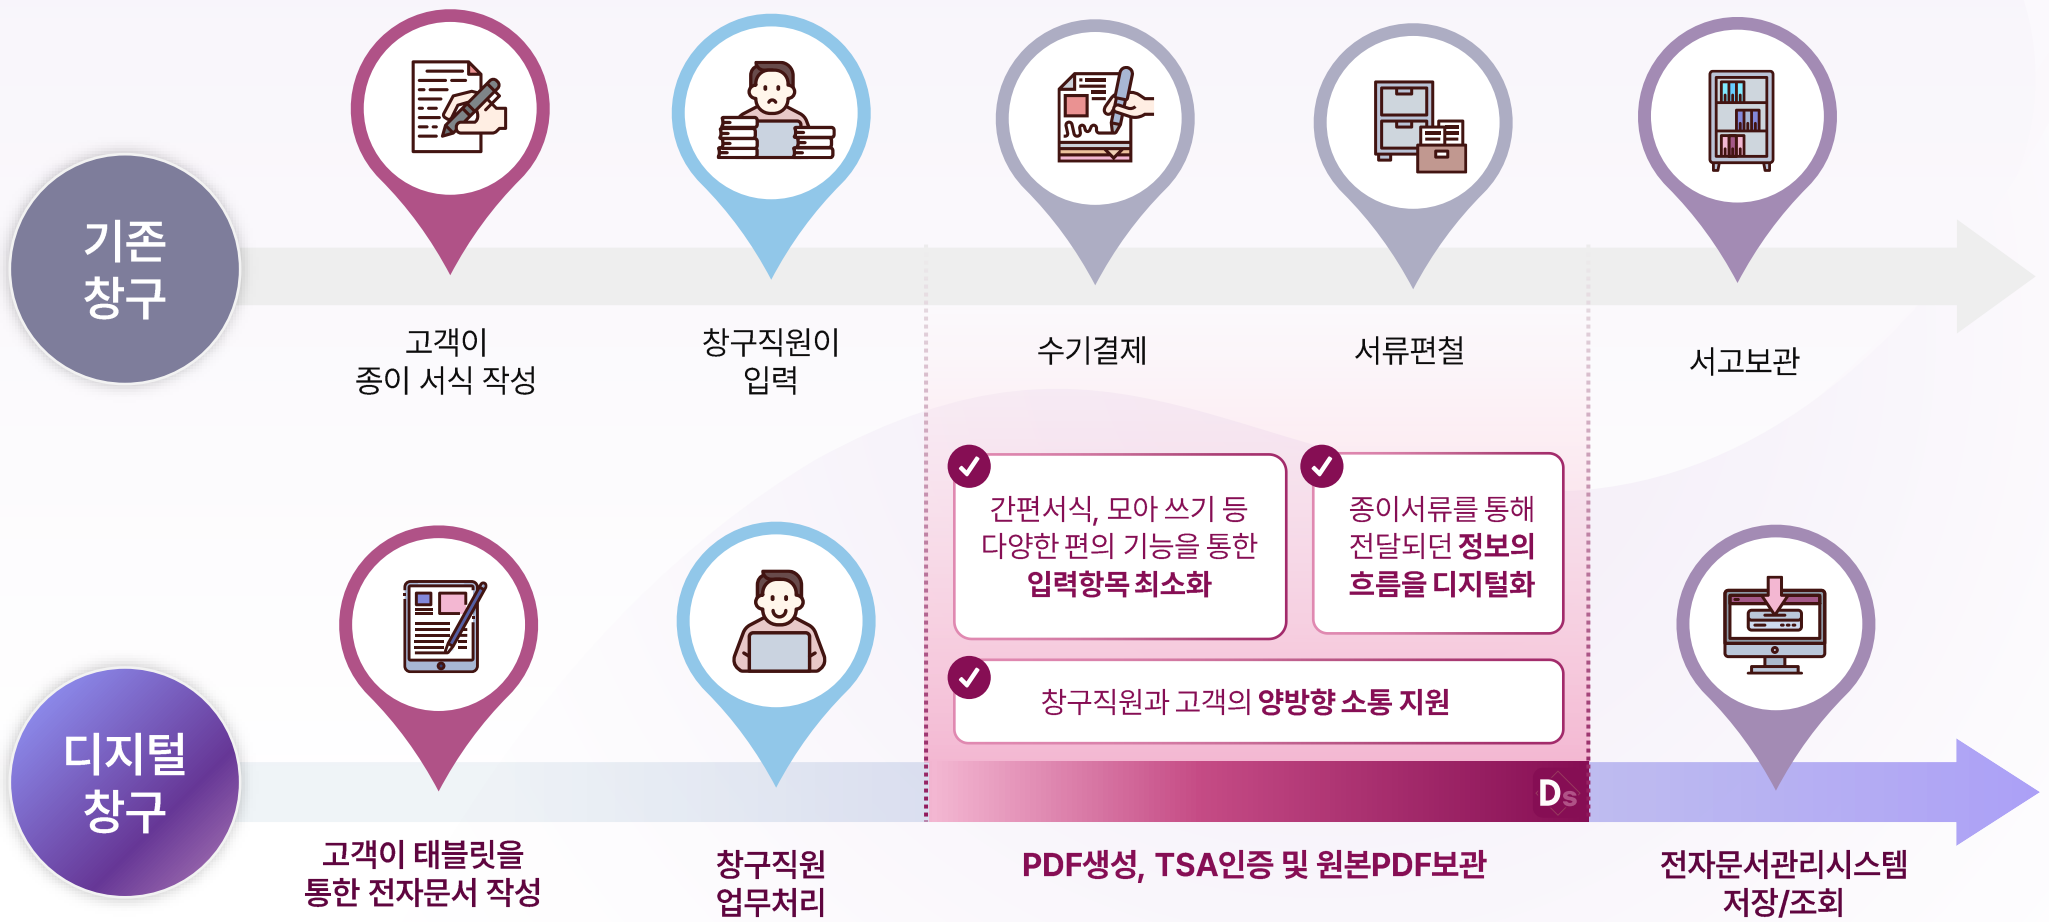 기존
창구
고객이
종이 서식 작성
창구직원이
입력
수기결제
서류편철
서고보관
간편서식, 모아 쓰기 등
다양한 편의 기능을 통한
입력항목 최소화
종이서류를 통해
전달되던 정보의
흐름을 디지털화
창구직원과 고객의 양방향 소통 지원
디지털
창구
Ds
고객이 태블릿을
통한 전자문서 작성
창구직원
업무처리
PDF생성, TSA인증 및 원본PDF보관
전자문서관리시스템
저장/조회